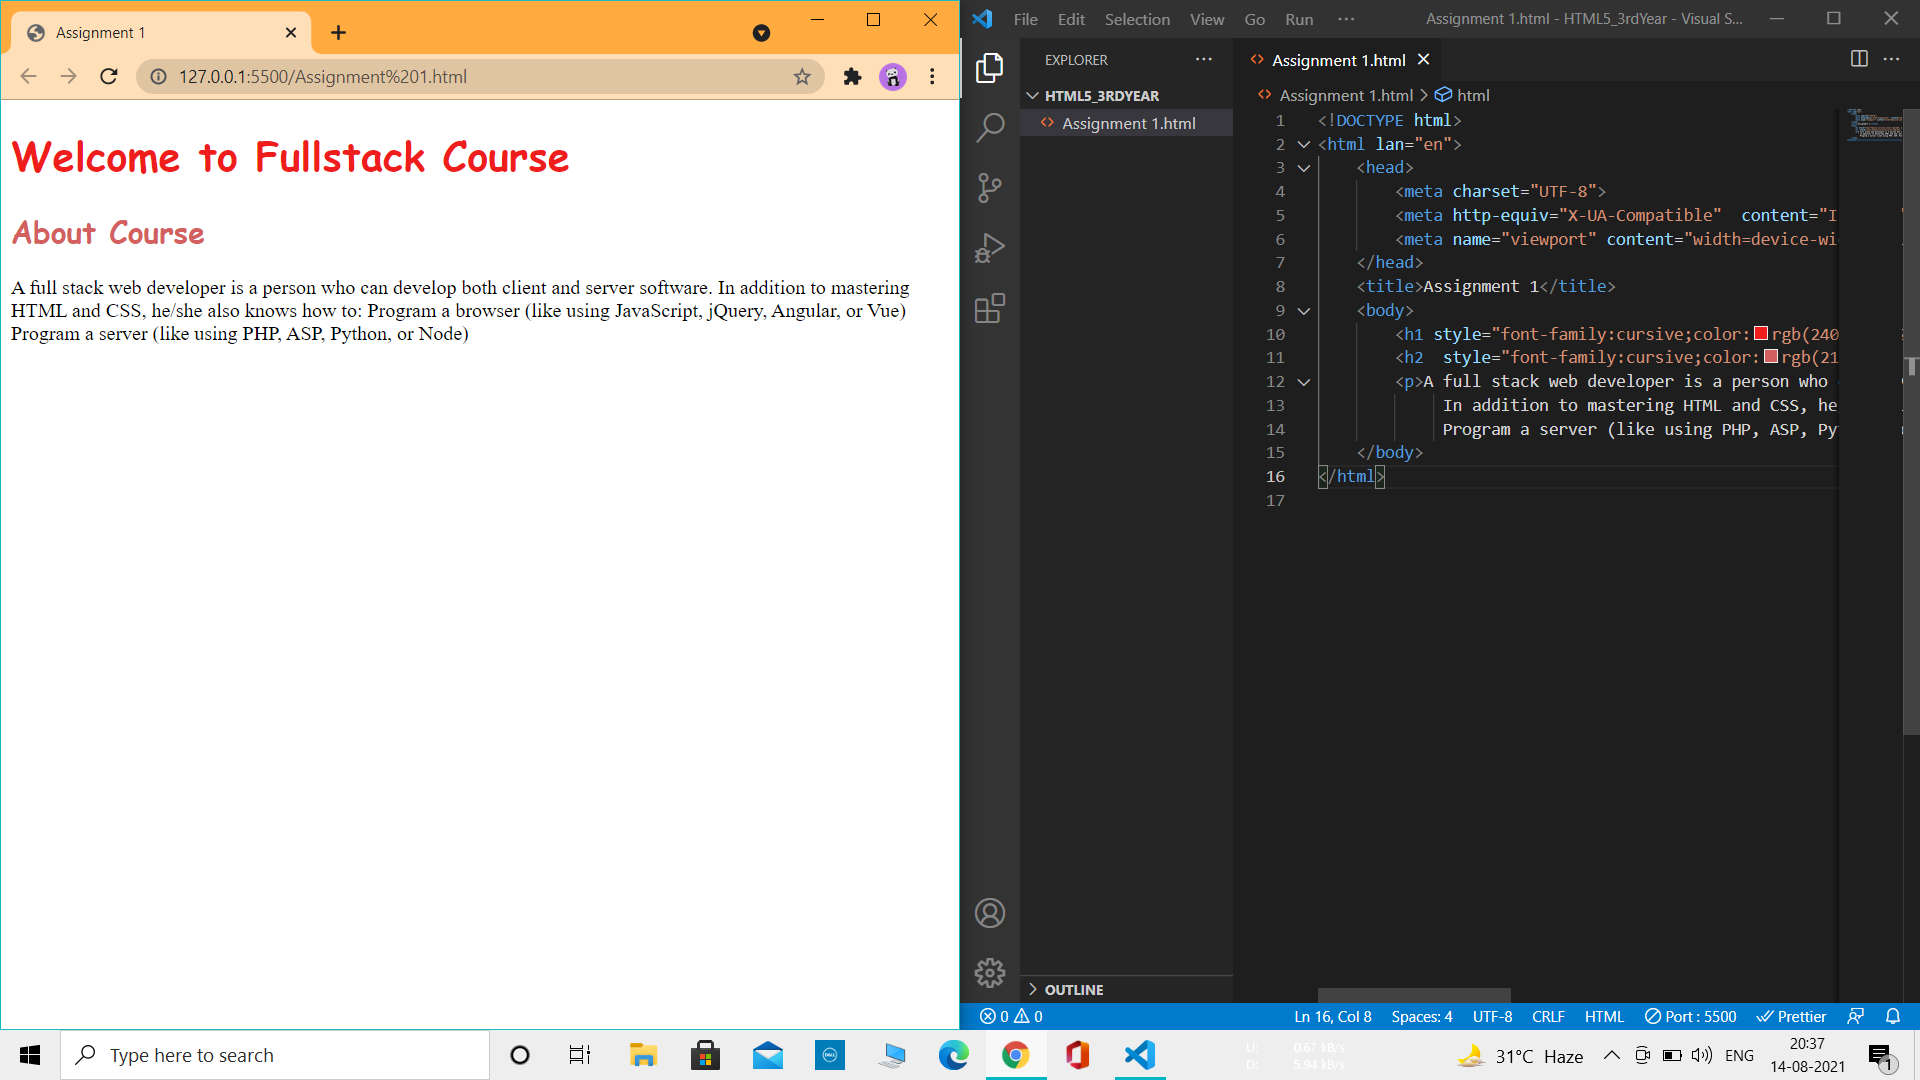 Assignment 1
127.0.0.1:5500/Assignment%201.html
Welcome to Fullstack Course
About Course
A full stack web developer is a person who can develop both client and server software. In addition to mastering
HTML and CSS, he/she also knows how to: Program a browser (like using JavaScript, jQuery, Angular, or Vue)
Program a server (like using PHP, ASP, Python, or Node)
File Edit Selection View Go Run ··· Assignment 1.html - HTML5_3rdYear - Visual S...
EXPLORER
HTML5_3RDYEAR
Assignment 1.html
OUTLINE
Assignment 1.html
Assignment 1.html > html
1 <!DOCTYPE html>
2 <html lan="en">
3 <head>
4 <meta charset="UTF-8">
5 <meta http-equiv="X-UA-Compatible"  content="I
6 <meta name="viewport" content="width=device-wi
7 </head>
8 <title>Assignment 1</title>
9 <body>
10 <h1 style="font-family:cursive;color:rgb(240
11 <h2  style="font-family:cursive;color:rgb(21
12 <p>A full stack web developer is a person who
13 In addition to mastering HTML and CSS, he
14 Program a server (like using PHP, ASP, Py
15 </body>
16 </html>
17
0 0 Ln 16, Col 8 Spaces: 4 UTF-8 CRLF HTML Port : 5500 Prettier
Type here to search
DELL
U: 0.67 kB/s
D: 5.94 kB/s
31°C Haze
ENG
20:37
14-08-2021
1